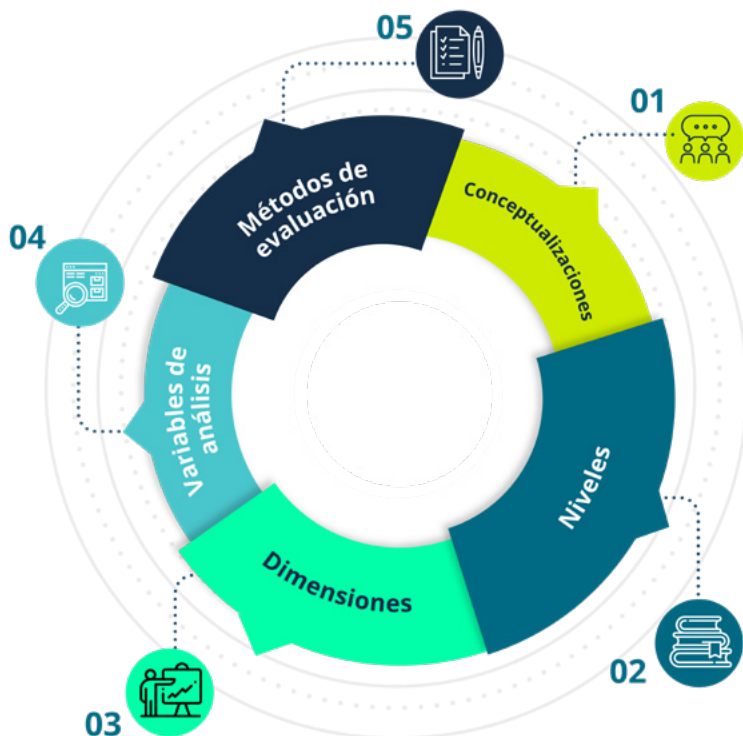 01
Conceptualizaciones
02
Niveles
03
Dimensiones
04
Variables de
análisis
05
Métodos de
evaluación